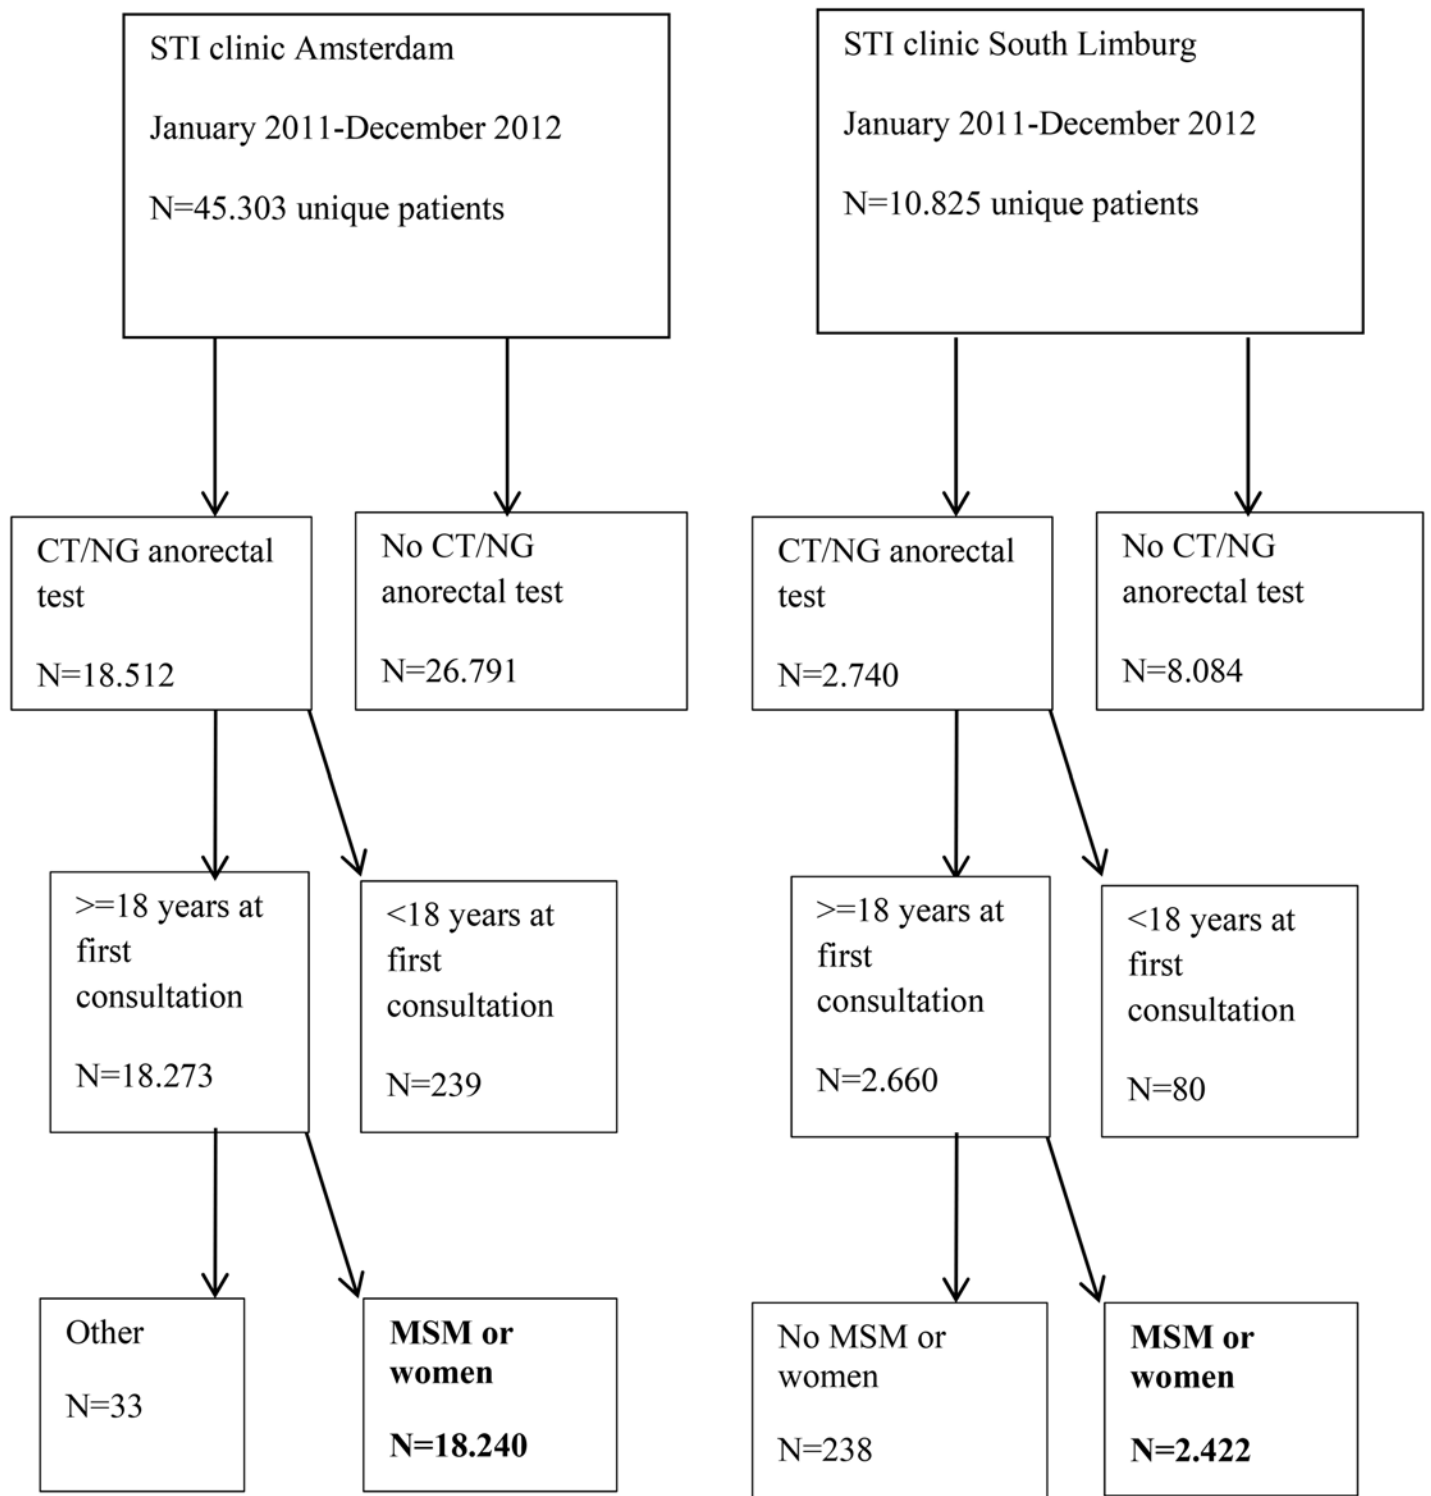 STI clinic Amsterdam
January 2011-December 2012
N=45.303 unique patients
STI clinic South Limburg
January 2011-December 2012
N=10.825 unique patients
CT/NG anorectal
test
N=18.512
No CT/NG
anorectal test
N=26.791
CT/NG anorectal
test
N=2.740
No CT/NG
anorectal test
N=8.084
>=18 years at
first
consultation
N=18.273
<18 years at
first
consultation
N=239
>=18 years at
first
consultation
N=2.660
<18 years at
first
consultation
N=80
Other
N=33
MSM or
women
N=18.240
No MSM or
women
N=238
MSM or
women
N=2.422